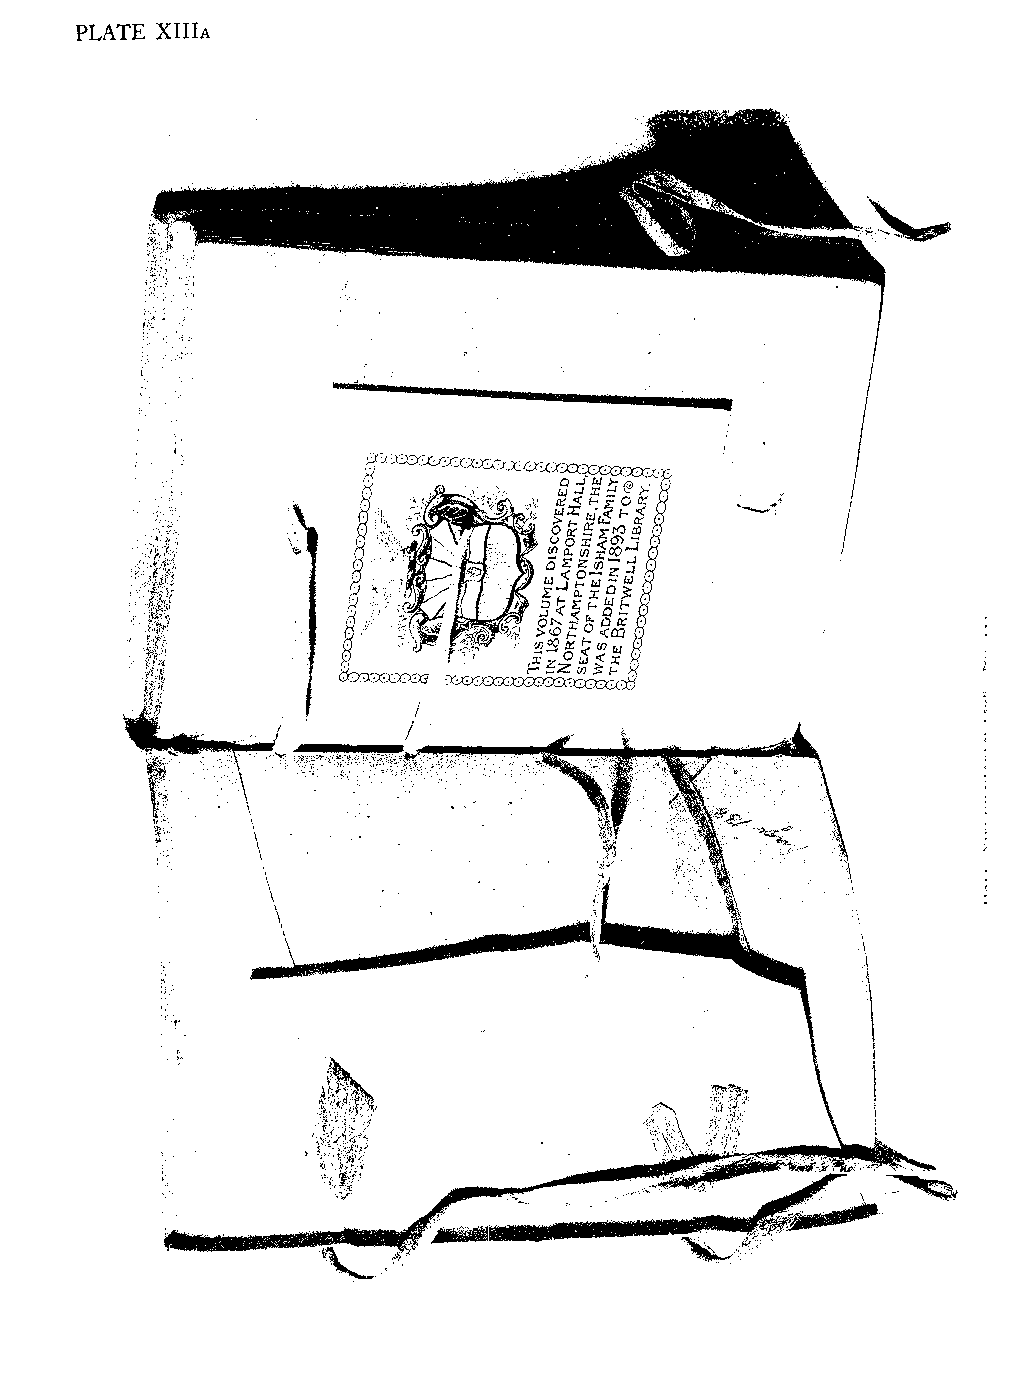 PLATE XIIIA
THIS VOLUME DISCOVERED
IN 1867 AT LAMPORT HALL,
NORTHAMPTONSHIRE, THE
SEAT OF THE ISHAM FAMILY
WAS ADDED IN 1893 TO
THE BRITWELL LIBRARY.